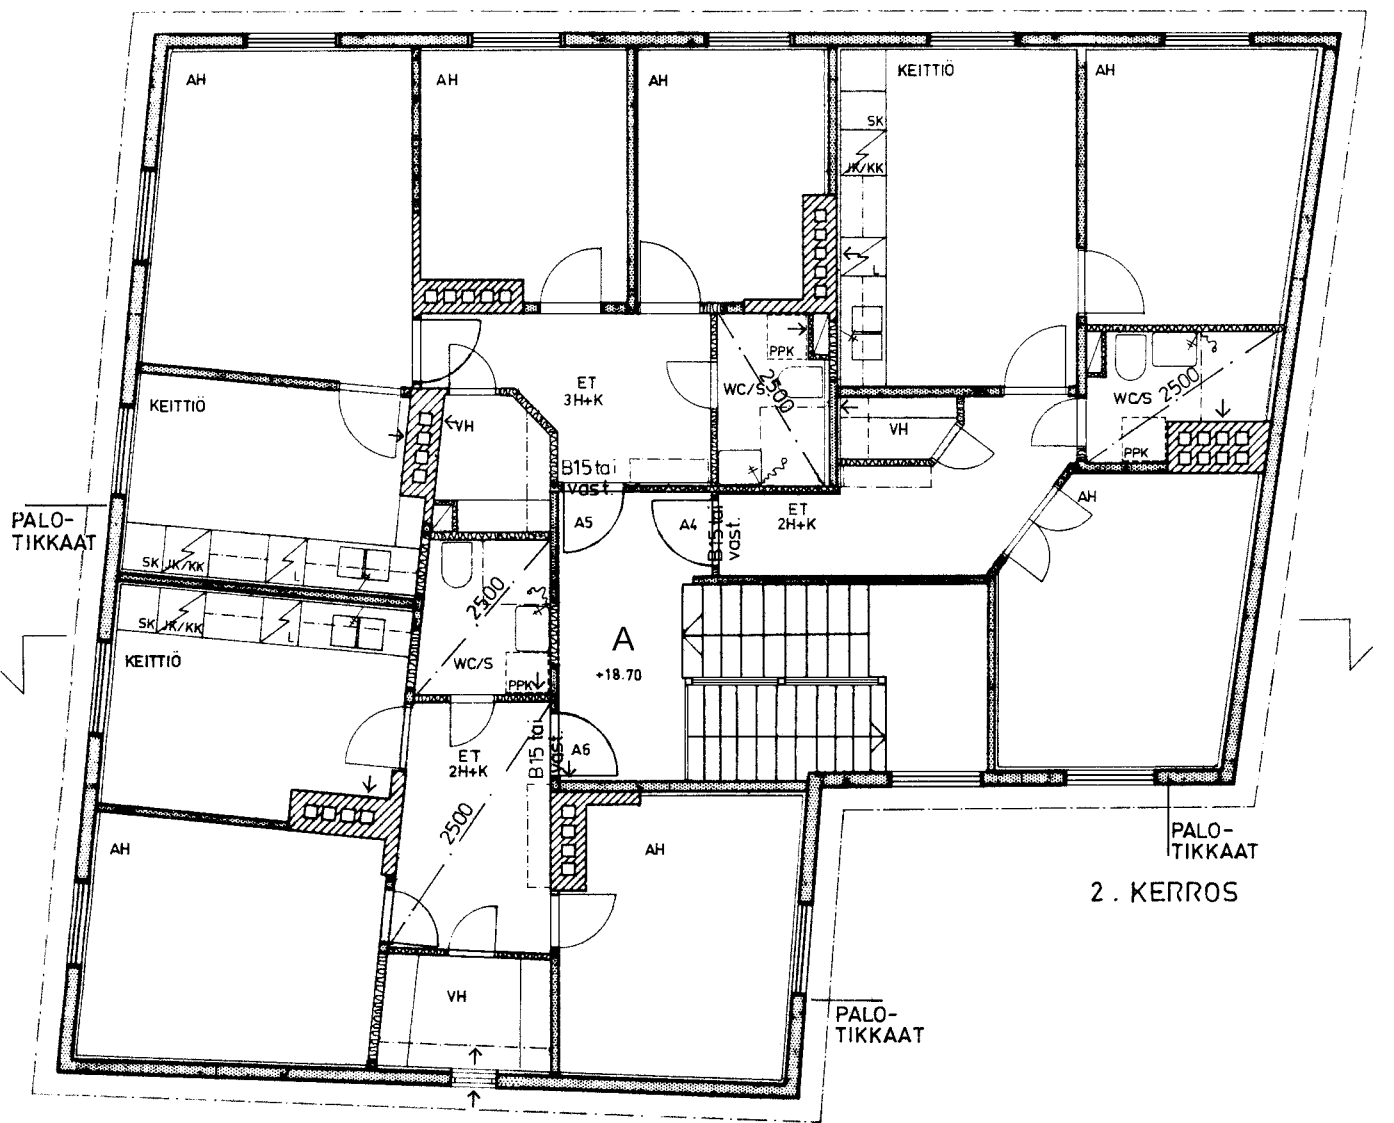 AH
AH
AH
KEITTIÖ
AH
SK
JK/KK
L
KEITTIÖ
VH
ET
3H+K
PPK
WC/S
2500
VH
WC/S
2500
PPK
B15 tai
vast.
A5
A4
B15 tai
vast.
ET
2H+K
AH
PALO-
TIKKAAT
SK
JK/KK
L
2500
SK
JK/KK
L
KEITTIÖ
WC/S
PPK
A
+18.70
ET
2H+K
B15 tai
vast.
A6
2500
AH
AH
PALO-
TIKKAAT
2. KERROS
VH
PALO-
TIKKAAT